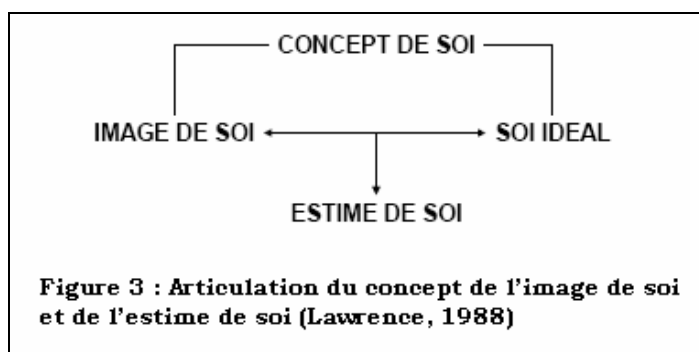 CONCEPT DE SOI
IMAGE DE SOI SOI IDEAL
ESTIME DE SOI
Figure 3 : Articulation du concept de l'image de soi
et de l'estime de soi (Lawrence, 1988)